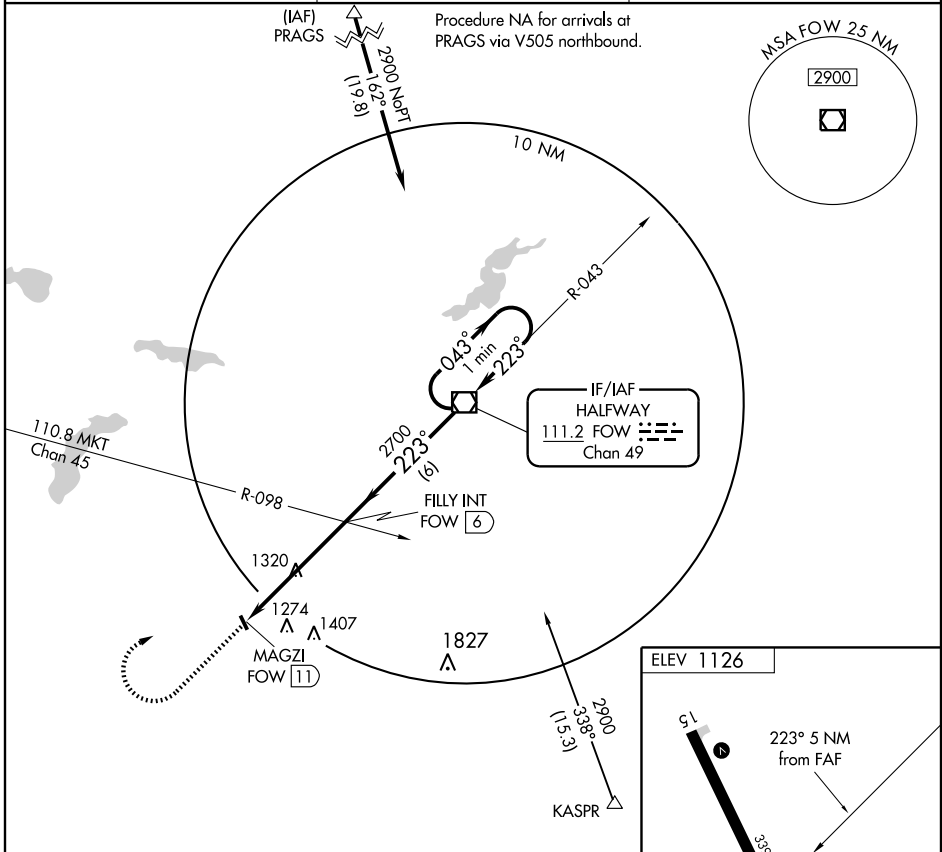 (IAF)
PRAGS
Procedure NA for arrivals at
PRAGS via V505 northbound.
2900 NoPT
162°
(19.8)
MSA FOW 25 NM
2900
10 NM
R-043
043°
1 min
223°
IF/IAF
HALFWAY
111.2 FOW
Chan 49
110.8 MKT
Chan 45
2700
223°
(6)
R-098
FILLY INT
FOW 6
1320
1274
1407
MAGZI
FOW 11
1827
2900
338°
(15.3)
KASPR
ELEV 1126
15
V
223° 5 NM
from FAF